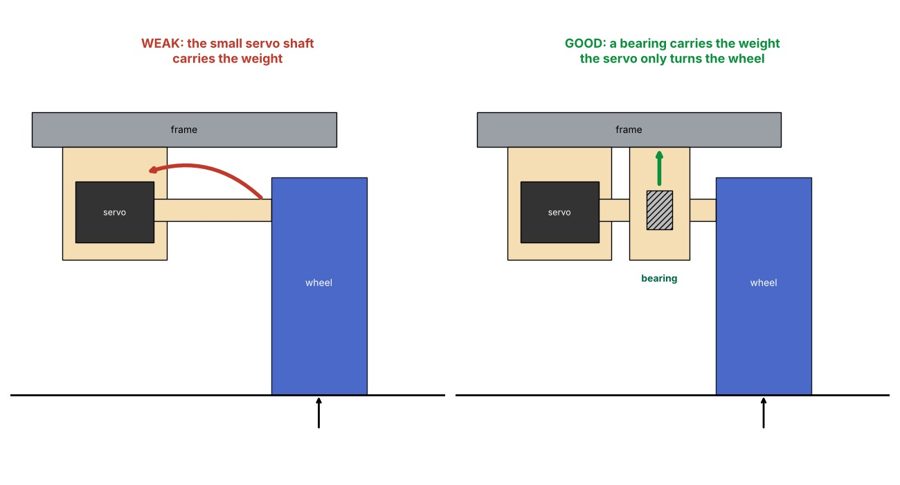 WEAK: the small servo shaft
carries the weight
GOOD: a bearing carries the weight
the servo only turns the wheel
frame
servo
wheel
frame
servo
bearing
wheel